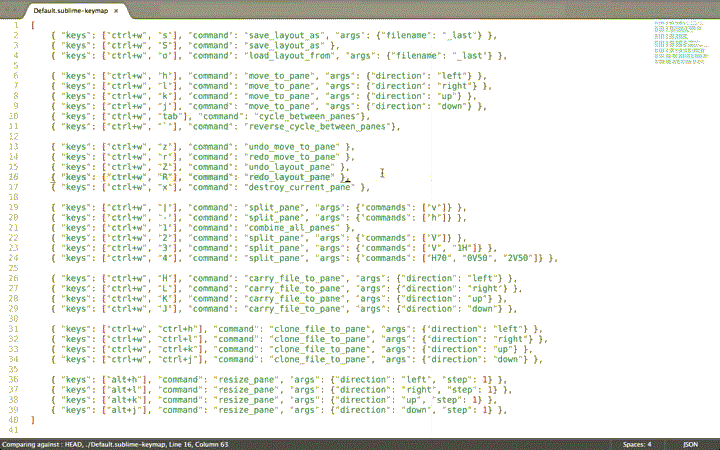 Default.sublime-keymap ×
1 [
2 { "keys": ["ctrl+w", "s"], "command": "save_layout_as", "args": {"filename": "_last"} },
3 { "keys": ["ctrl+w", "S"], "command": "save_layout_as" },
4 { "keys": ["ctrl+w", "o"], "command": "load_layout_from", "args": {"filename": "_last"} },
5
6 { "keys": ["ctrl+w", "h"], "command": "move_to_pane", "args": {"direction": "left"} },
7 { "keys": ["ctrl+w", "l"], "command": "move_to_pane", "args": {"direction": "right"} },
8 { "keys": ["ctrl+w", "k"], "command": "move_to_pane", "args": {"direction": "up"} },
9 { "keys": ["ctrl+w", "j"], "command": "move_to_pane", "args": {"direction": "down"} },
10 { "keys": ["ctrl+w", "tab"], "command": "cycle_between_panes"},
11 { "keys": ["ctrl+w", "`"], "command": "reverse_cycle_between_panes"},
12
13 { "keys": ["ctrl+w", "z"], "command": "undo_move_to_pane" },
14 { "keys": ["ctrl+w", "r"], "command": "redo_move_to_pane" },
15 { "keys": ["ctrl+w", "Z"], "command": "undo_layout_pane" },
16 { "keys": ["ctrl+w", "R"], "command": "redo_layout_pane" },
17 { "keys": ["ctrl+w", "x"], "command": "destroy_current_pane" },
18
19 { "keys": ["ctrl+w", "|"], "command": "split_pane", "args": {"commands": ["v"]} },
20 { "keys": ["ctrl+w", "-"], "command": "split_pane", "args": {"commands": ["h"]} },
21 { "keys": ["ctrl+w", "1"], "command": "combine_all_panes" },
22 { "keys": ["ctrl+w", "2"], "command": "split_pane", "args": {"commands": ["V"]} },
23 { "keys": ["ctrl+w", "3"], "command": "split_pane", "args": {"commands": ["V", "1H"]} },
24 { "keys": ["ctrl+w", "4"], "command": "split_pane", "args": {"commands": ["H70", "0V50", "2V50"]} },
25
26 { "keys": ["ctrl+w", "H"], "command": "carry_file_to_pane", "args": {"direction": "left"} },
27 { "keys": ["ctrl+w", "L"], "command": "carry_file_to_pane", "args": {"direction": "right"} },
28 { "keys": ["ctrl+w", "K"], "command": "carry_file_to_pane", "args": {"direction": "up"} },
29 { "keys": ["ctrl+w", "J"], "command": "carry_file_to_pane", "args": {"direction": "down"} },
30
31 { "keys": ["ctrl+w", "ctrl+h"], "command": "clone_file_to_pane", "args": {"direction": "left"} },
32 { "keys": ["ctrl+w", "ctrl+l"], "command": "clone_file_to_pane", "args": {"direction": "right"} },
33 { "keys": ["ctrl+w", "ctrl+k"], "command": "clone_file_to_pane", "args": {"direction": "up"} },
34 { "keys": ["ctrl+w", "ctrl+j"], "command": "clone_file_to_pane", "args": {"direction": "down"} },
35
36 { "keys": ["alt+h"], "command": "resize_pane", "args": {"direction": "left", "step": 1} },
37 { "keys": ["alt+l"], "command": "resize_pane", "args": {"direction": "right", "step": 1} },
38 { "keys": ["alt+k"], "command": "resize_pane", "args": {"direction": "up", "step": 1} },
39 { "keys": ["alt+j"], "command": "resize_pane", "args": {"direction": "down", "step": 1} },
40 ]
41
Comparing against : HEAD, ./Default.sublime-keymap, Line 16, Column 63 Spaces: 4 JSON